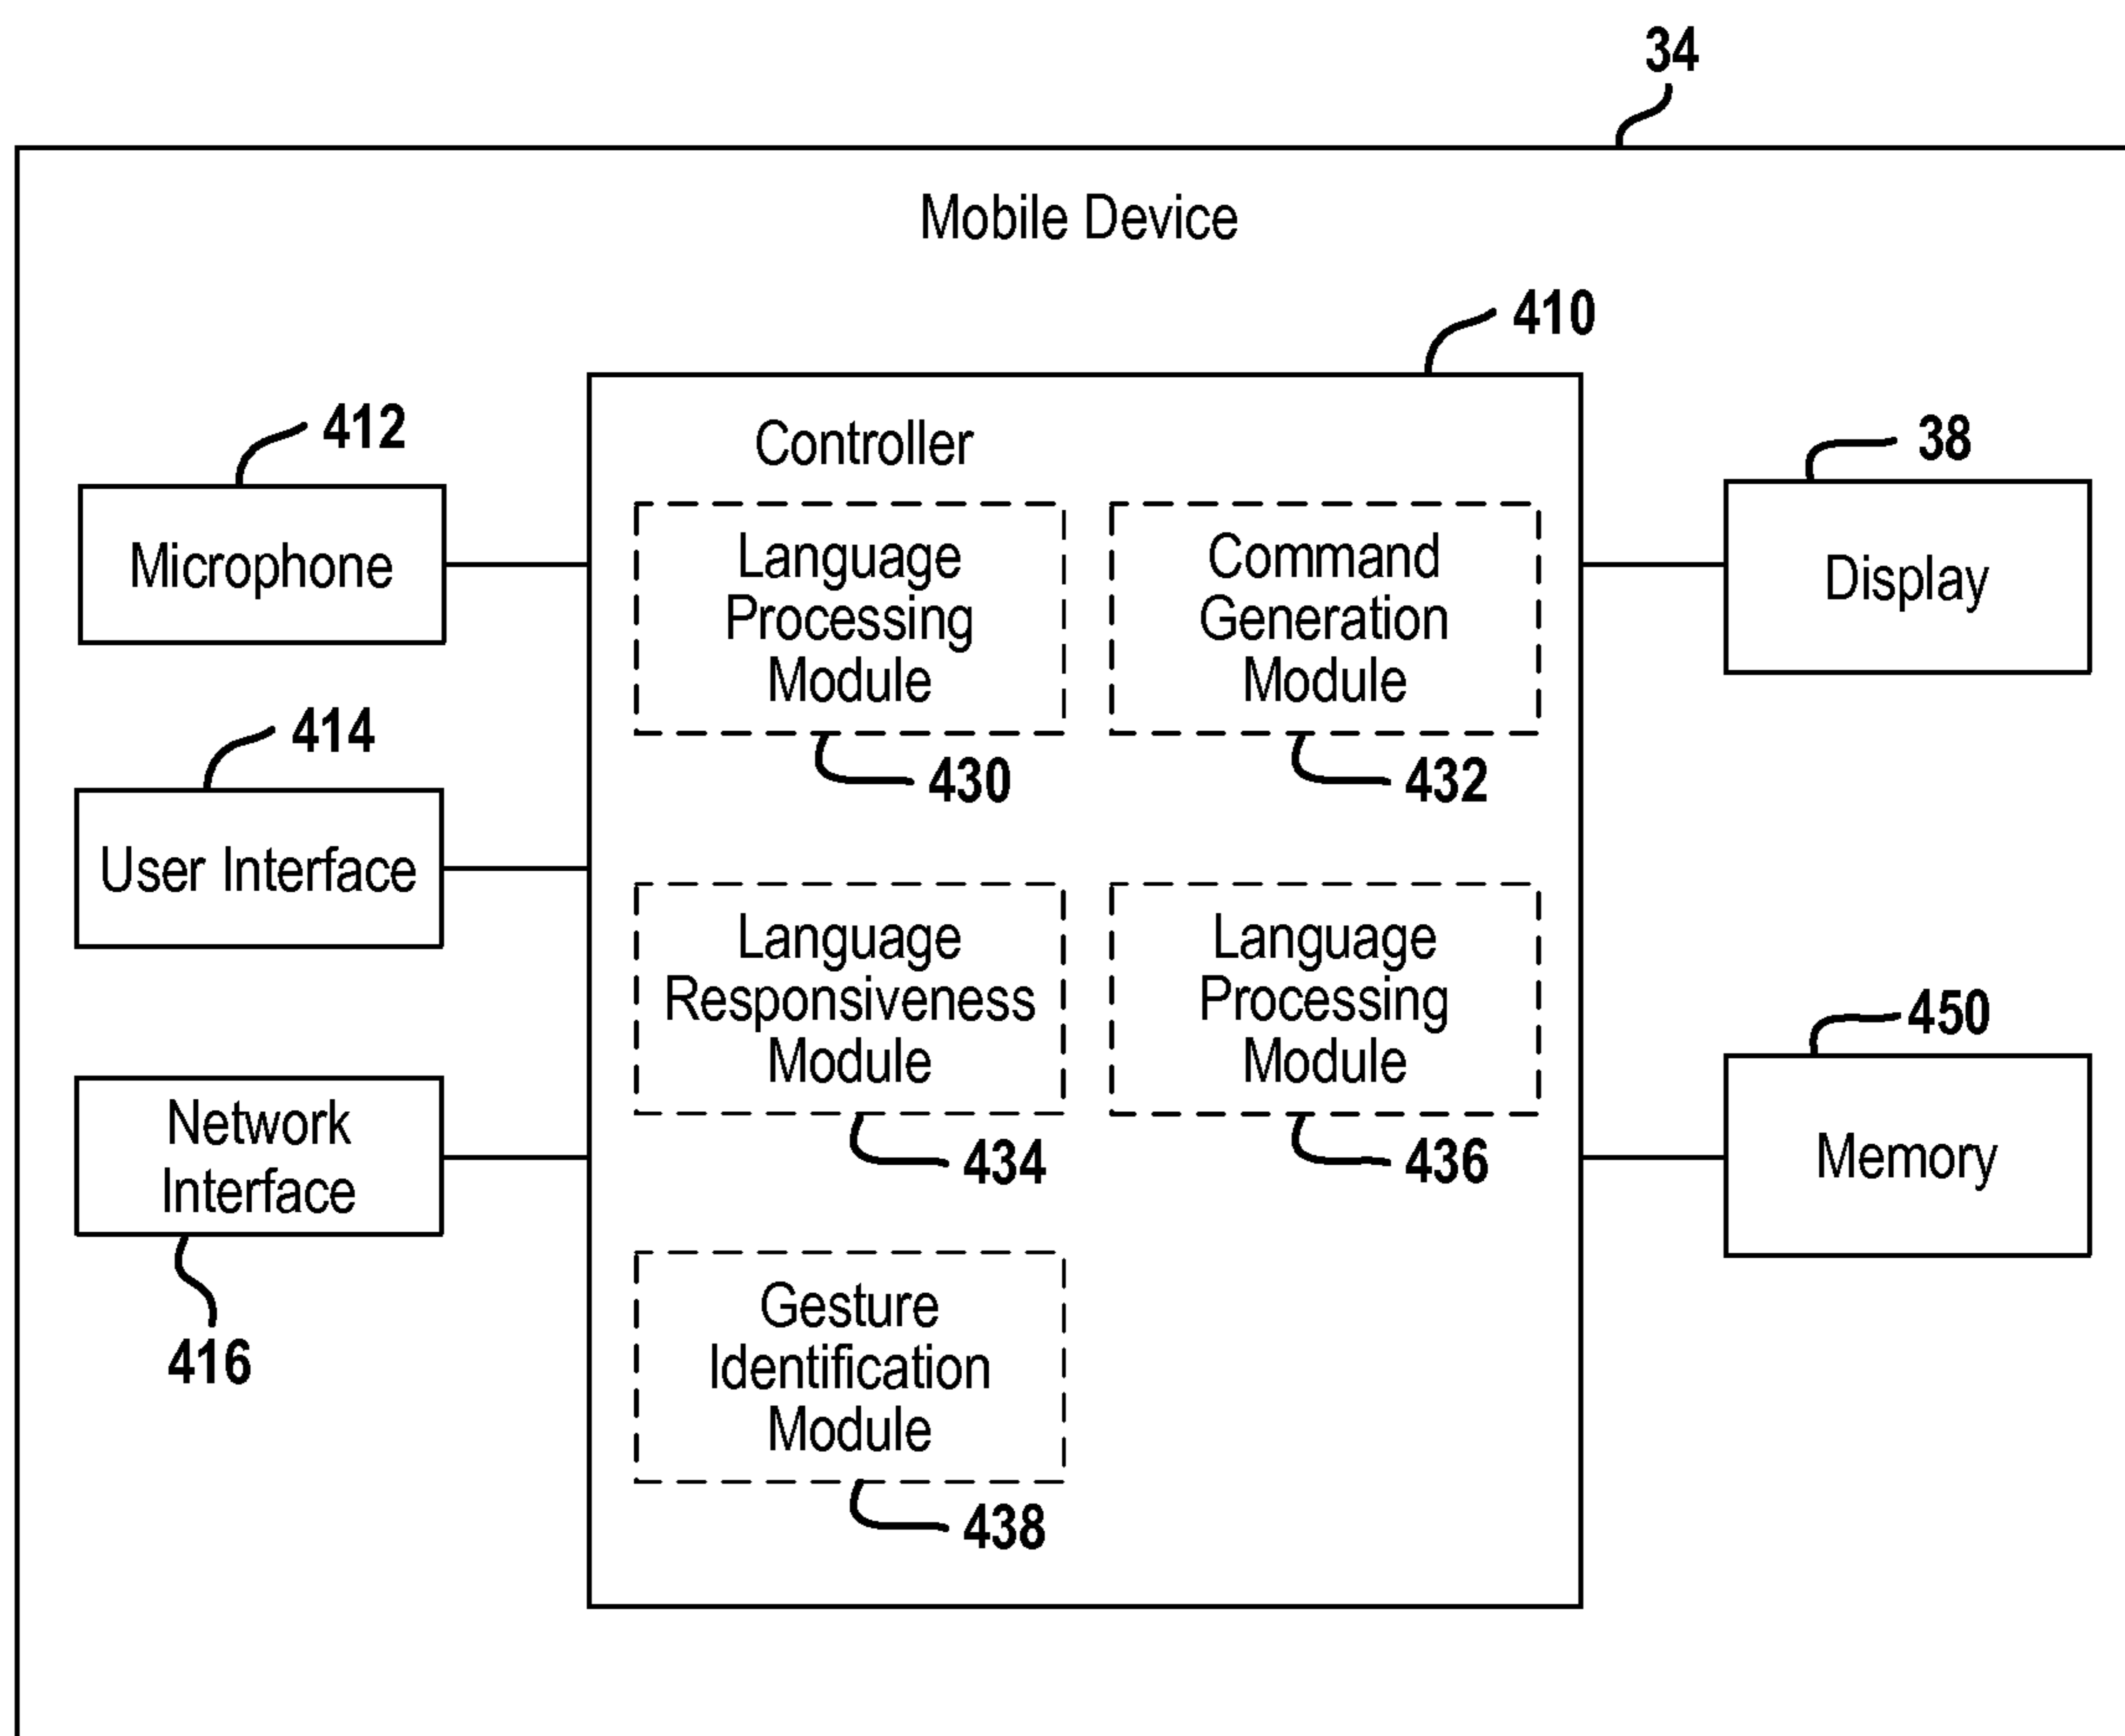 34
Mobile Device
410
412
Controller
38
Microphone
Language
Processing
Module
Command
Generation
Module
Display
414
430
432
User Interface
Language
Responsiveness
Module
Language
Processing
Module
450
Network
Interface
434
436
Memory
416
Gesture
Identification
Module
438